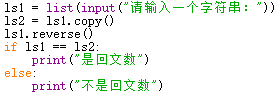 ls1 = list(input("请输入一个字符串："))
ls2 = ls1.copy()
ls1.reverse()
if ls1 == ls2:
    print("是回文数")
else:
    print("不是回文数")